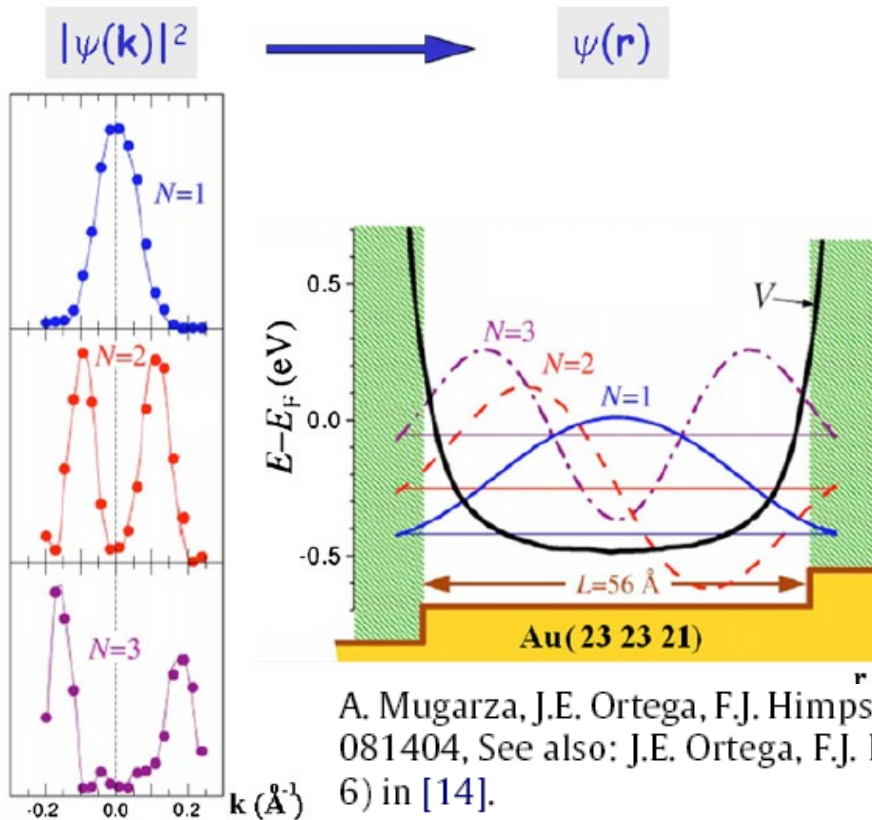 |ψ(k)|²
ψ(r)
N=1
N=2
N=3
-0.2 0.0 0.2 k (Å⁻¹)
E−E_F (eV)
0.5
0.0
-0.5
V
N=3
N=2
N=1
L=56 Å
Au(23 23 21)
r
A. Mugarza, J.E. Ortega, F.J. Himps
081404, See also: J.E. Ortega, F.J.
6) in [14].